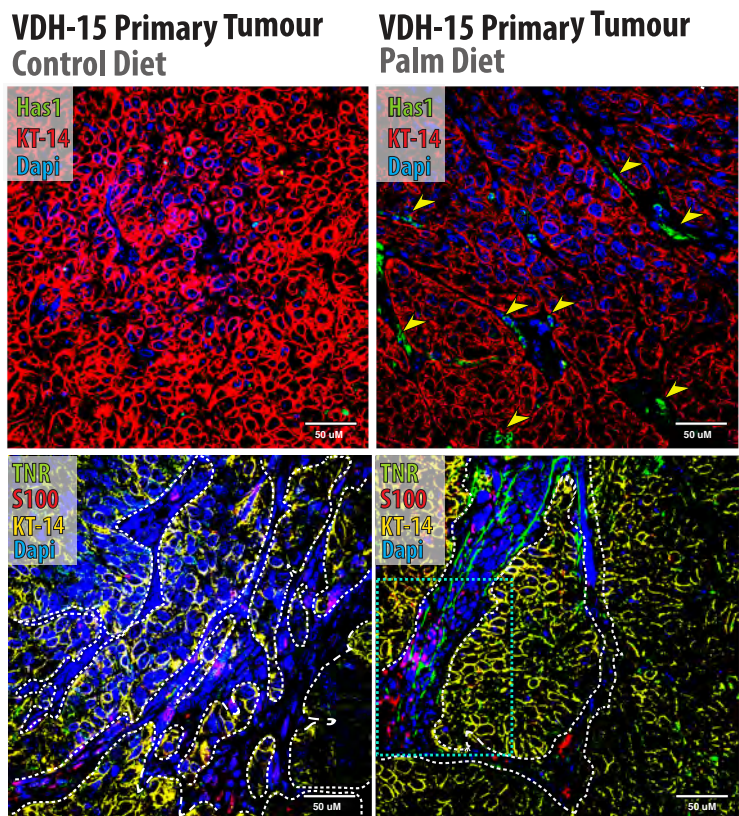 VDH-15 Primary Tumour
Control Diet
VDH-15 Primary Tumour
Palm Diet
Has1
KT-14
Dapi
50 uM
Has1
KT-14
Dapi
50 uM
TNR
S100
KT-14
Dapi
50 uM
TNR
S100
KT-14
Dapi
50 uM